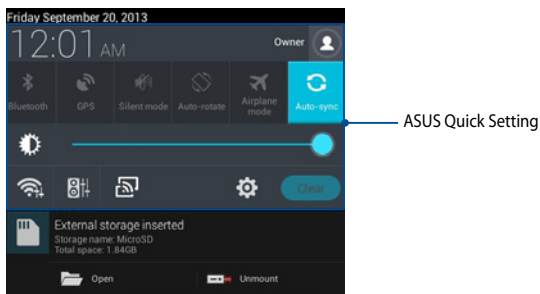 Friday September 20, 2013
12:01 AM
Owner
Bluetooth GPS Silent mode Auto-rotate Airplane mode Auto-sync
ASUS Quick Setting
Clear
External storage inserted
Storage name: MicroSD
Total space: 1.84GB
Open Unmount